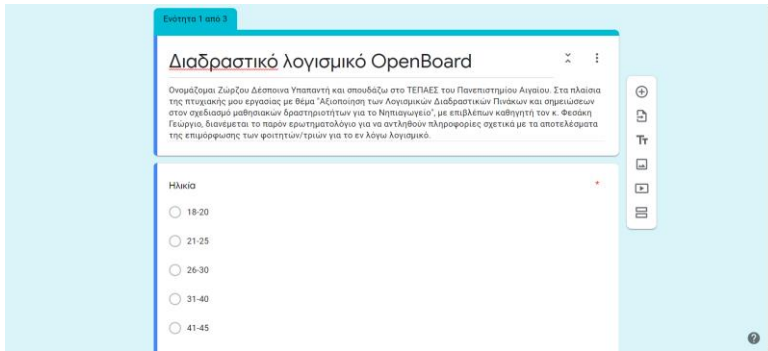 Ενότητα 1 από 3
Διαδραστικό λογισμικό OpenBoard
Ονομάζομαι Ζώρζου Δέσποινα Υπαπαντή και σπουδάζω στο ΤΕΠΑΕΣ του Πανεπιστημίου Αιγαίου. Στα πλαίσια
της πτυχιακής μου εργασίας με θέμα "Αξιοποίηση των Λογισμικών Διαδραστικών Πινάκων και σημειώσεων
στον σχεδιασμό μαθησιακών δραστηριοτήτων για το Νηπιαγωγείο", με επιβλέπων καθηγητή τον κ. Φεσάκη
Γεώργιο, διανέμεται το παρόν ερωτηματολόγιο για να αντληθούν πληροφορίες σχετικά με τα αποτελέσματα
της επιμόρφωσης των φοιτητών/τριών για το εν λόγω λογισμικό.
Ηλικία *
18-20
21-25
26-30
31-40
41-45